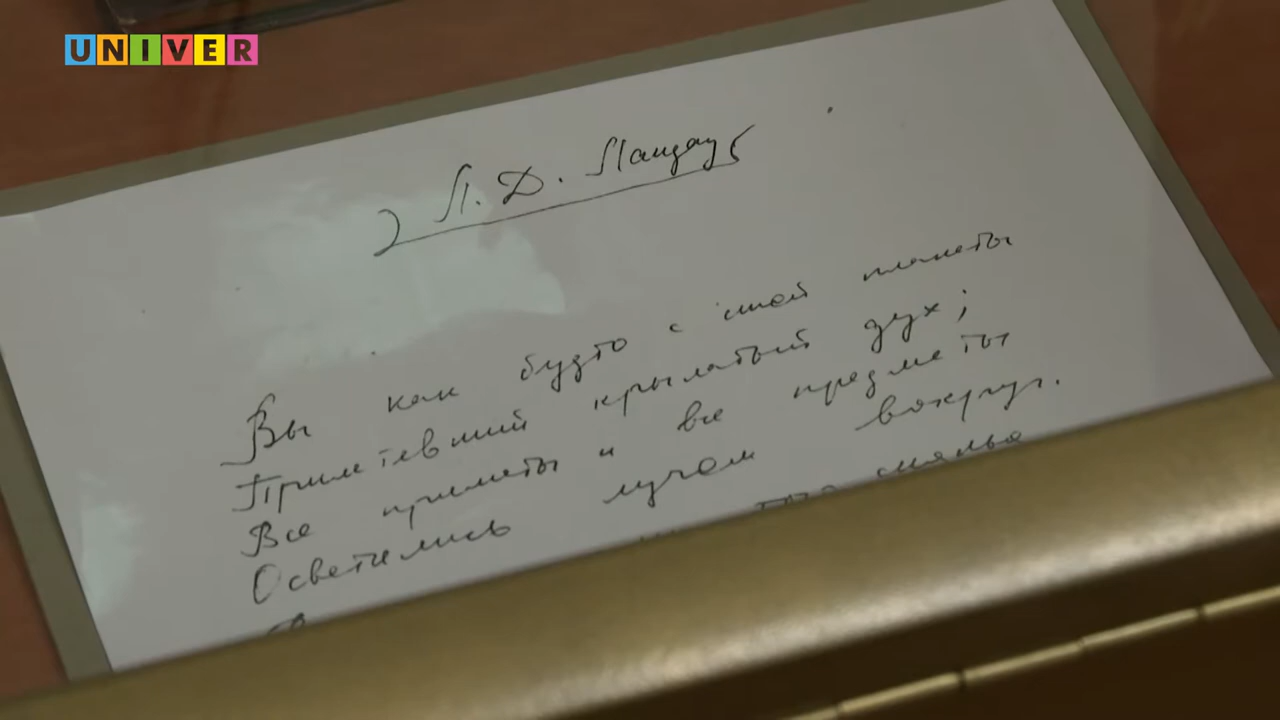 UNIVER
Л. Д. Ландау
Вы как будто с иной планеты
Прилетевший крылатый дух;
Все приметы и все предметы
Осветились лучом вокруг.